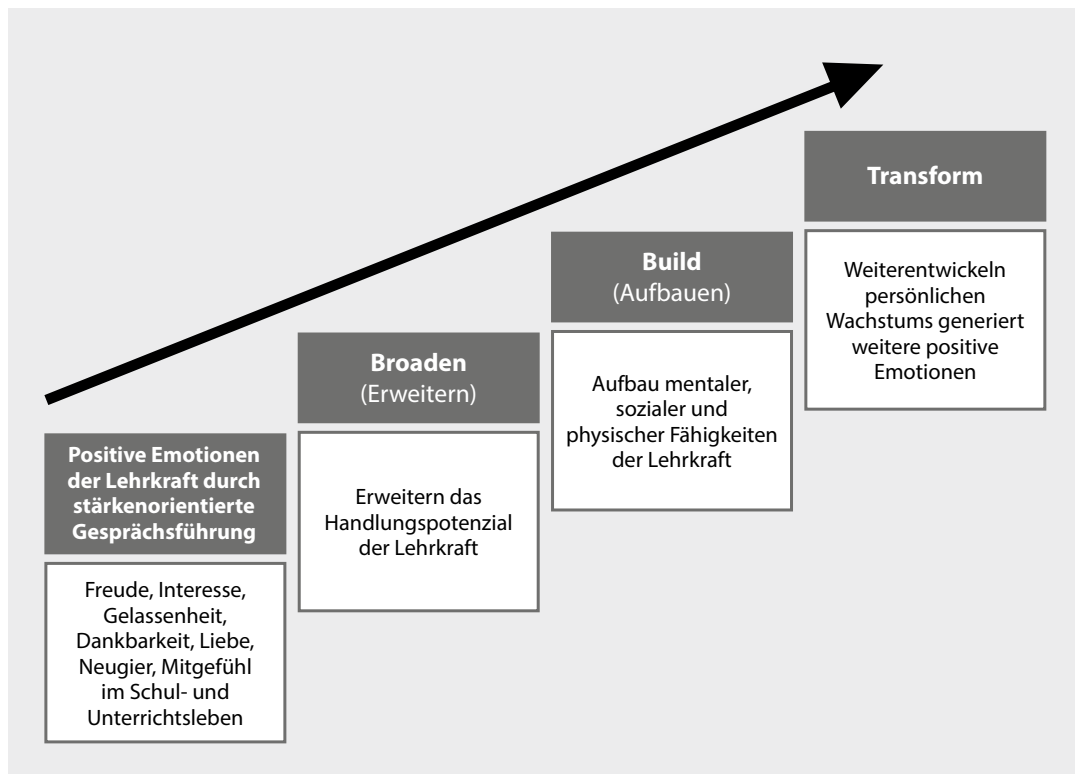 Transform
Weiterentwickeln
persönlichen
Wachstums generiert
weitere positive
Emotionen
Build
(Aufbauen)
Aufbau mentaler,
sozialer und
physischer Fähigkeiten
der Lehrkraft
Broaden
(Erweitern)
Erweitern das
Handlungspotenzial
der Lehrkraft
Positive Emotionen
der Lehrkraft durch
stärkenorientierte
Gesprächsführung
Freude, Interesse,
Gelassenheit,
Dankbarkeit, Liebe,
Neugier, Mitgefühl
im Schul- und
Unterrichtsleben